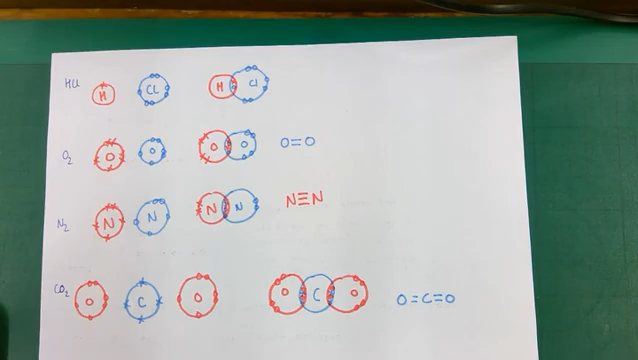 HCl H Cl H Cl
O₂ O O O O O=O
N₂ N N N N N≡N
CO₂ O C O O C O O=C=O